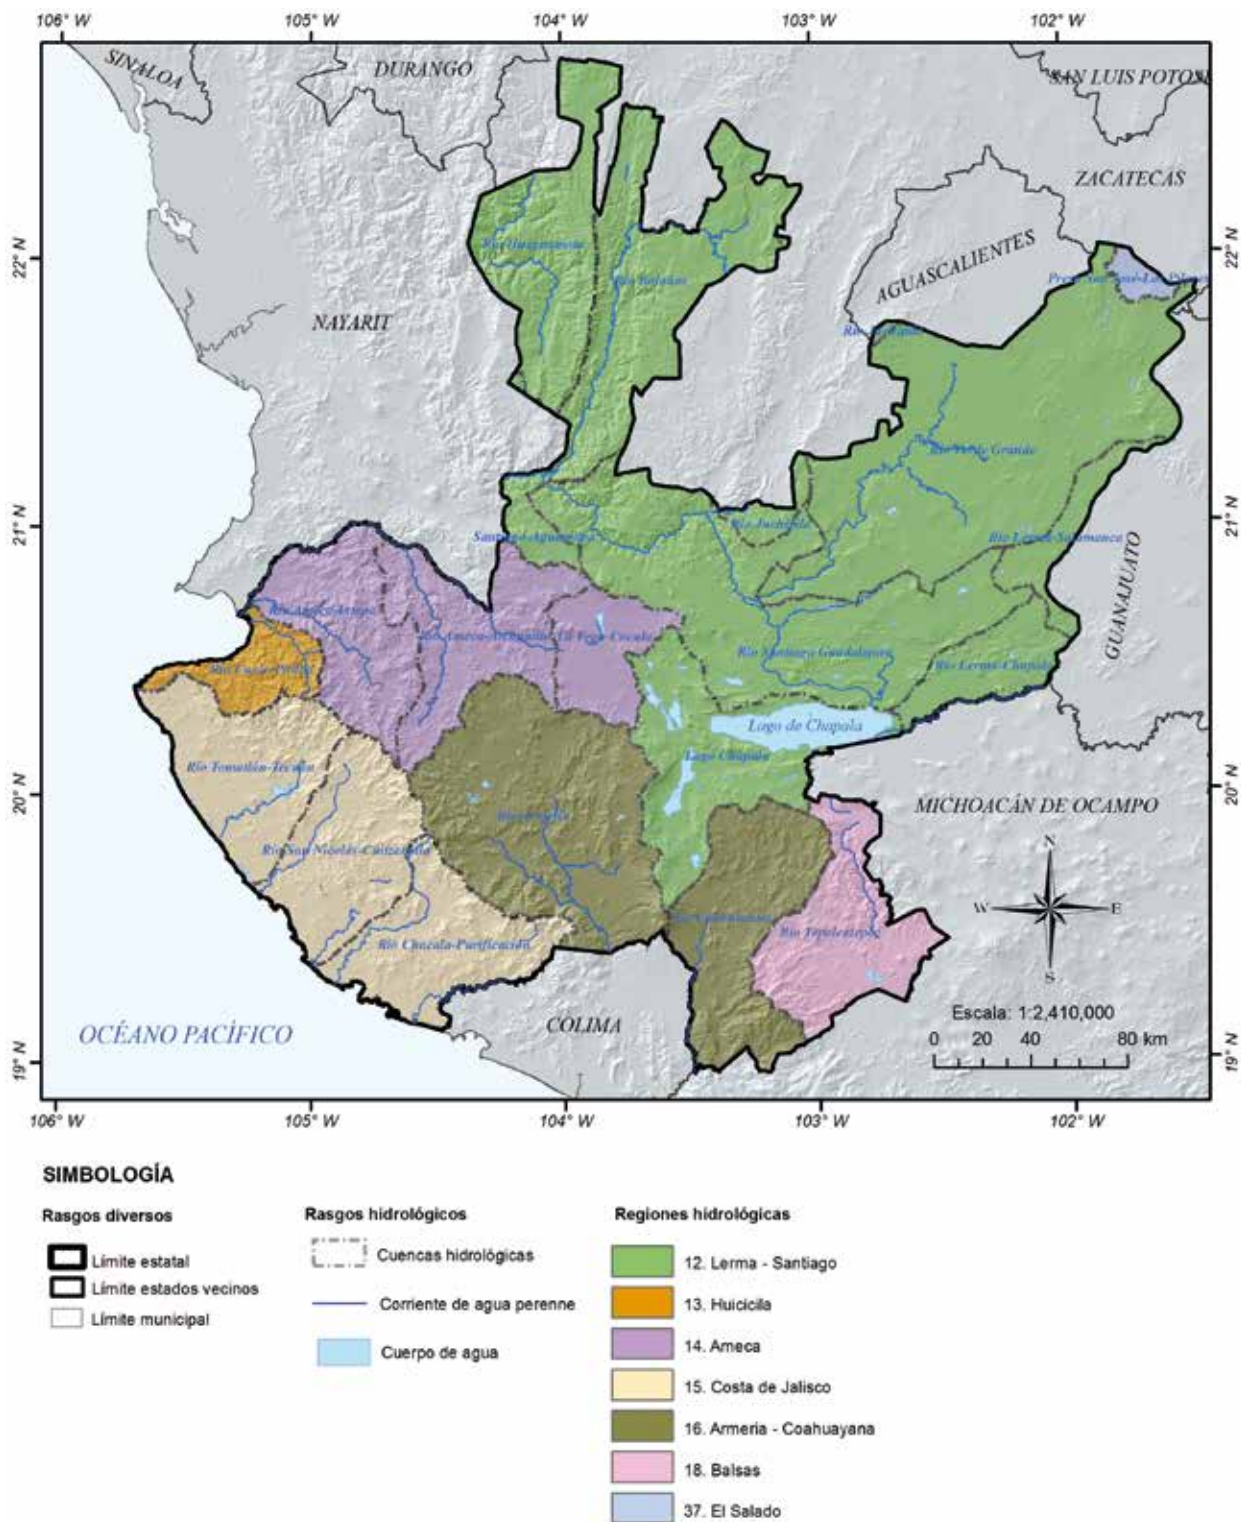 106° W 105° W 104° W 103° W 102° W
SINALOA
DURANGO
SAN LUIS POTOSÍ
ZACATECAS
22° N
22° N
AGUASCALIENTES
NAYARIT
Río Bolaños
Río Verde Grande
21° N
21° N
Río Juchipila
Río Lerma-Salamanca
Santiago-Aguamilpa
GUANAJUATO
Río Santiago Guadalajara
Río Lerma-Chapala
Lago de Chapala
Lago Chapala
Río Tomatlán-Tecuán
20° N
20° N
MICHOACÁN DE OCAMPO
Río San Nicolás-Cuitzmala
N
W E
S
Río Tepalcatepec
Río Chacala-Purificación
Escala: 1:2,410,000
COLIMA
OCÉANO PACÍFICO
0 20 40 80 km
19° N
19° N
106° W 105° W 104° W 103° W 102° W
SIMBOLOGÍA
Rasgos diversos
Límite estatal
Límite estados vecinos
Límite municipal
Rasgos hidrológicos
Cuencas hidrológicas
Corriente de agua perenne
Cuerpo de agua
Regiones hidrológicas
12. Lerma - Santiago
13. Huicicila
14. Ameca
15. Costa de Jalisco
16. Armeria - Coahuayana
18. Balsas
37. El Salado